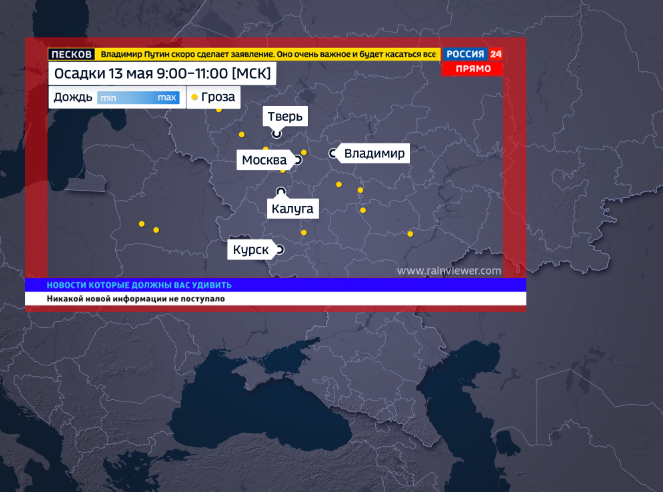 ПЕСКОВ Владимир Путин скоро сделает заявление. Оно очень важное и будет касаться все РОССИЯ 24
ПРЯМО
Осадки 13 мая 9:00-11:00 [МСК]
Дождь min max Гроза
Тверь
Москва
Владимир
Калуга
Курск
www.rainviewer.com
НОВОСТИ КОТОРЫЕ ДОЛЖНЫ ВАС УДИВИТЬ
Никакой новой информации не поступало